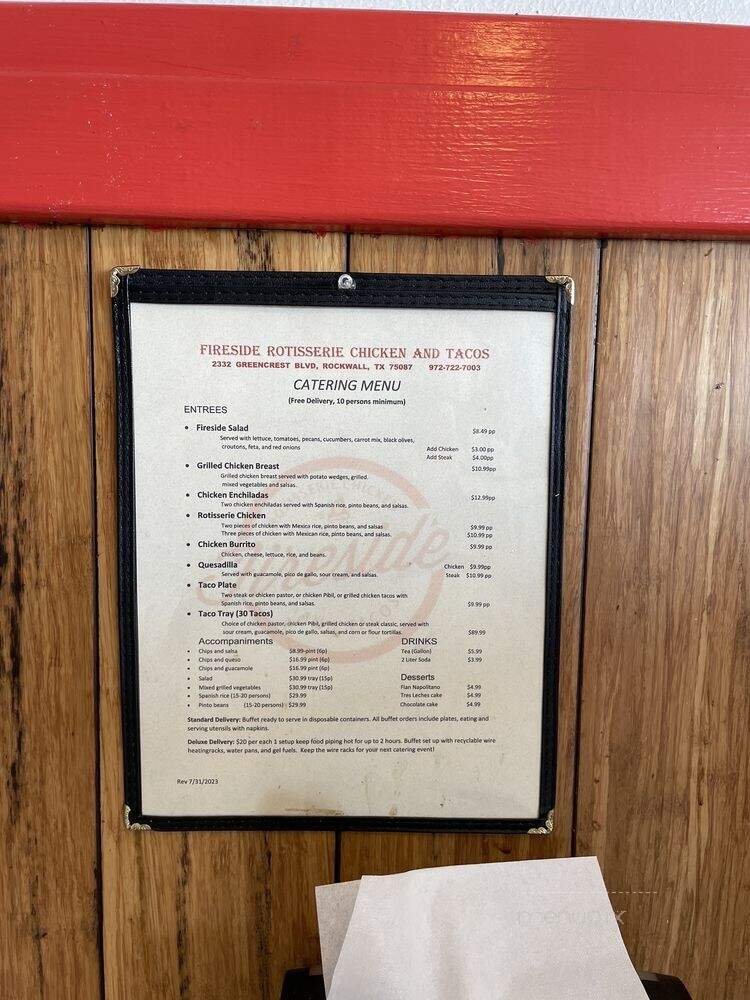 FIRESIDE ROTISSERIE CHICKEN AND TACOS
2332 GREENCREST BLVD, ROCKWALL, TX 75087 972-722-7003
CATERING MENU
(Free Delivery, 10 persons minimum)
ENTREES
• Fireside Salad $8.49 pp
Served with lettuce, tomatoes, pecans, cucumbers, carrot mix, black olives,
croutons, feta, and red onions Add Chicken $3.00 pp
Add Steak $4.00pp
• Grilled Chicken Breast $10.99pp
Grilled chicken breast served with potato wedges, grilled.
mixed vegetables and salsas.
• Chicken Enchiladas $12.99pp
Two chicken enchiladas served with Spanish rice, pinto beans, and salsas.
• Rotisserie Chicken
Two pieces of chicken with Mexica rice, pinto beans, and salsas $9.99 pp
Three pieces of chicken with Mexican rice, pinto beans, and salsas. $10.99 pp
• Chicken Burrito $9.99 pp
Chicken, cheese, lettuce, rice, and beans.
• Quesadilla Chicken $9.99pp
Served with guacamole, pico de gallo, sour cream, and salsas. Steak $10.99 pp
• Taco Plate
Two steak or chicken pastor, or chicken Pibil, or grilled chicken tacos with
Spanish rice, pinto beans, and salsas. $9.99 pp
• Taco Tray (30 Tacos)
Choice of chicken pastor, chicken Pibil, grilled chicken or steak classic, served with
sour cream, guacamole, pico de gallo, salsas, and corn or flour tortillas. $89.99
Accompaniments DRINKS
• Chips and salsa $8.99-pint (6p) Tea (Gallon) $5.99
• Chips and queso $16.99 pint (6p) 2 Liter Soda $3.99
• Chips and guacamole $16.99 pint (6p)
• Salad $30.99 tray (15p) Desserts
• Mixed grilled vegetables $30.99 tray (15p) Flan Napolitano $4.99
• Spanish rice (15-20 persons) $29.99 Tres Leches cake $4.99
• Pinto beans (15-20 persons) $29.99 Chocolate cake $4.99
Standard Delivery: Buffet ready to serve in disposable containers. All buffet orders include plates, eating and
serving utensils with napkins.
Deluxe Delivery: $20 per each 1 setup keep food piping hot for up to 2 hours. Buffet set up with recyclable wire
heatingracks, water pans, and gel fuels. Keep the wire racks for your next catering event!
Rev 7/31/2023
Fireside